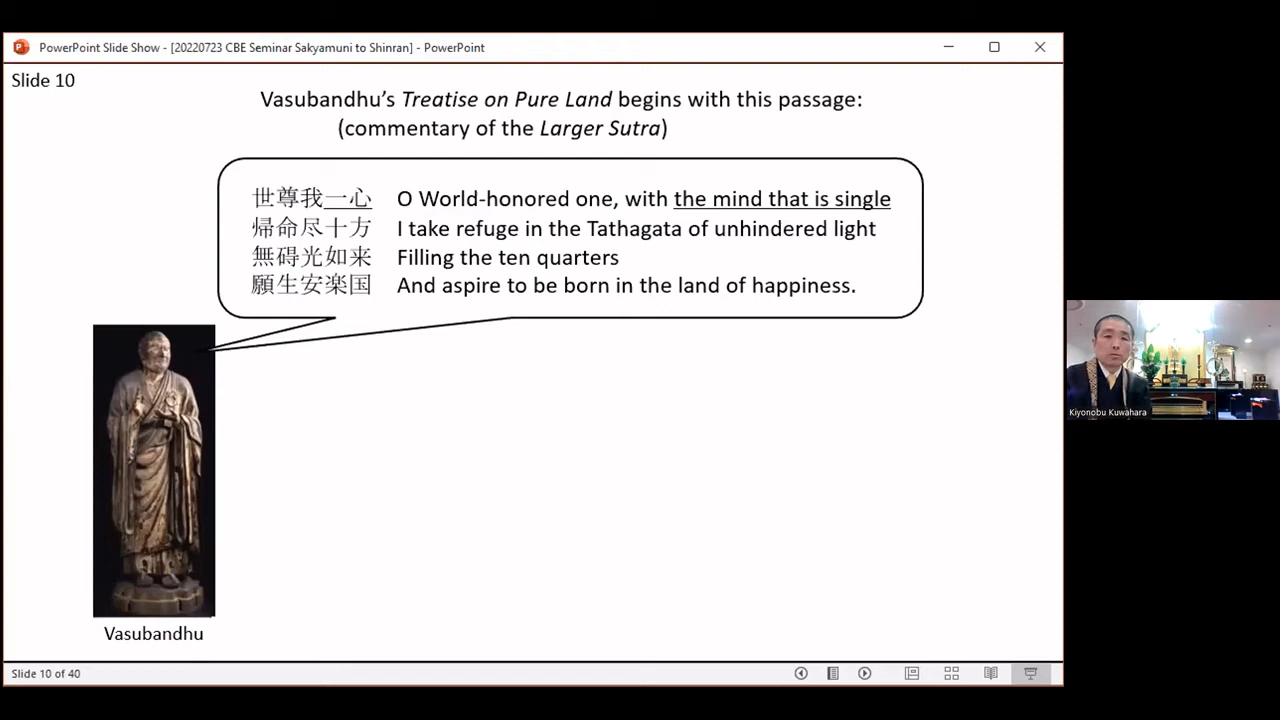 PowerPoint Slide Show - [20220723 CBE Seminar Sakyamuni to Shinran] - PowerPoint
Slide 10
Vasubandhu’s Treatise on Pure Land begins with this passage:
(commentary of the Larger Sutra)
世尊我一心 O World-honored one, with the mind that is single
帰命尽十方 I take refuge in the Tathagata of unhindered light
無碍光如来 Filling the ten quarters
願生安楽国 And aspire to be born in the land of happiness.
Vasubandhu
Kiyonobu Kuwahara
Slide 10 of 40